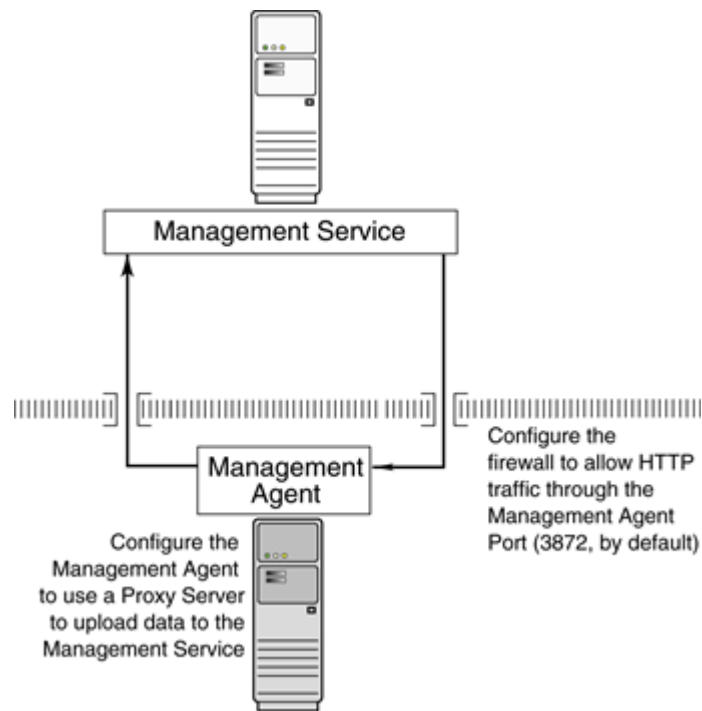 Management Service
Configure the
firewall to allow HTTP
traffic through the
Management Agent
Port (3872, by default)
Management
Agent
Configure the
Management Agent
to use a Proxy Server
to upload data to the
Management Service